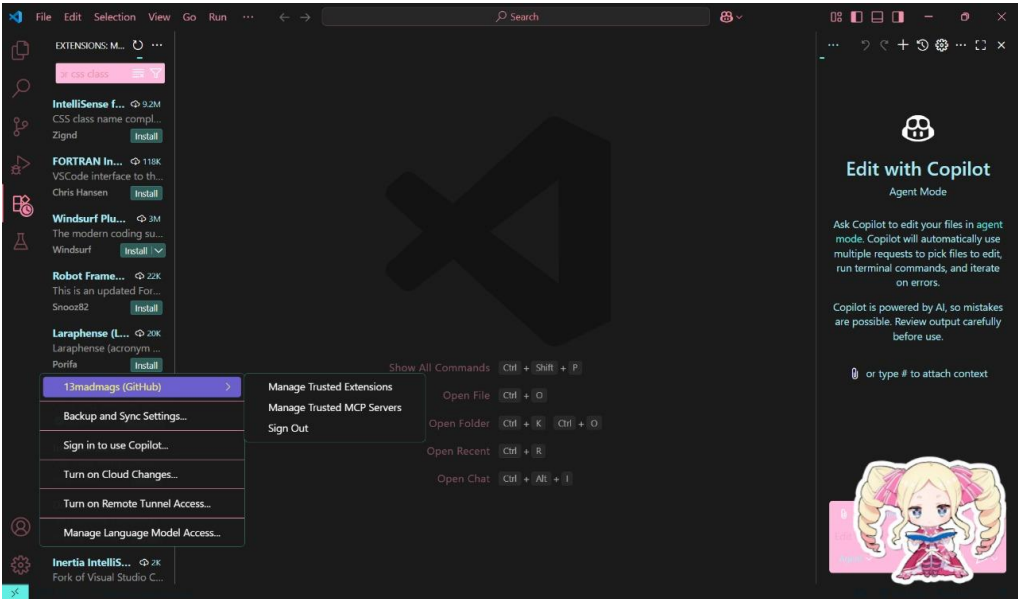 File Edit Selection View Go Run ···
Search
EXTENSIONS: M...
or css class
IntelliSense f... 9.2M
CSS class name compl...
Zignd Install
FORTRAN In... 118K
VSCode interface to th...
Chris Hansen Install
Windsurf Plu... 3M
The modern coding su...
Windsurf Install
Robot Frame... 22K
This is an updated For...
Snooz82 Install
Laraphense (L... 20K
Laraphense (acronym ...
Porifa Install
13madmags (GitHub)
Backup and Sync Settings...
Sign in to use Copilot...
Turn on Cloud Changes...
Turn on Remote Tunnel Access...
Manage Language Model Access...
Manage Trusted Extensions
Manage Trusted MCP Servers
Sign Out
Inertia IntelliS... 2K
Fork of Visual Studio C...
Show All Commands Ctrl + Shift + P
Open File Ctrl + O
Open Folder Ctrl + K Ctrl + O
Open Recent Ctrl + R
Open Chat Ctrl + Alt + I
Edit with Copilot
Agent Mode
Ask Copilot to edit your files in agent
mode. Copilot will automatically use
multiple requests to pick files to edit,
run terminal commands, and iterate
on errors.
Copilot is powered by AI, so mistakes
are possible. Review output carefully
before use.
or type # to attach context